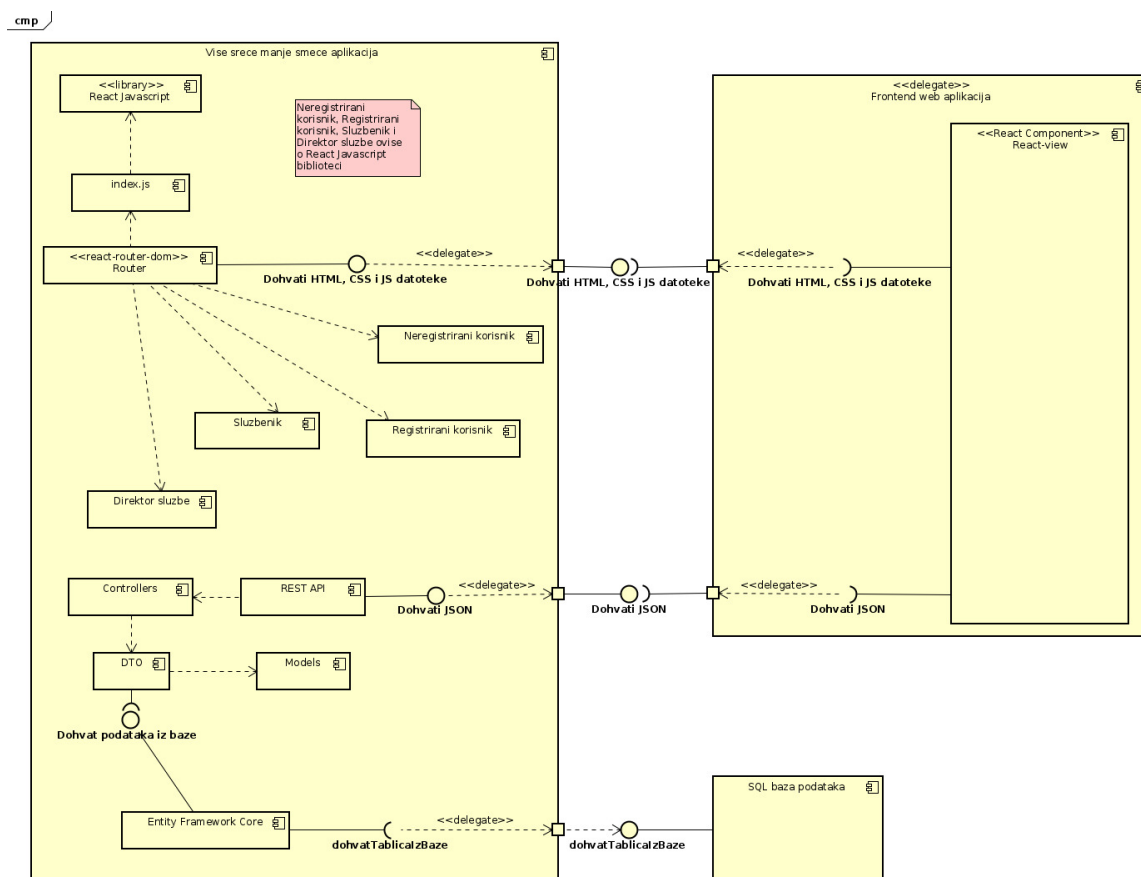 cmp
Vise srece manje smece aplikacija
<<library>>
React Javascript
Neregistrirani
korisnik, Registrirani
korisnik, Sluzbenik i
Direktor sluzbe ovise
o React Javascript
biblioteci
<<delegate>>
Frontend web aplikacija
<<React Component>>
React-view
index.js
<<react-router-dom>>
Router
<<delegate>>
<<delegate>>
Dohvati HTML, CSS i JS datoteke
Dohvati HTML, CSS i JS datoteke
Dohvati HTML, CSS i JS datoteke
Neregistrirani korisnik
Sluzbenik
Registrirani korisnik
Direktor sluzbe
Controllers
REST API
<<delegate>>
<<delegate>>
Dohvati JSON
Dohvati JSON
Dohvati JSON
DTO
Models
Dohvat podataka iz baze
SQL baza podataka
Entity Framework Core
<<delegate>>
dohvatTablicaIzBaze
dohvatTablicaIzBaze